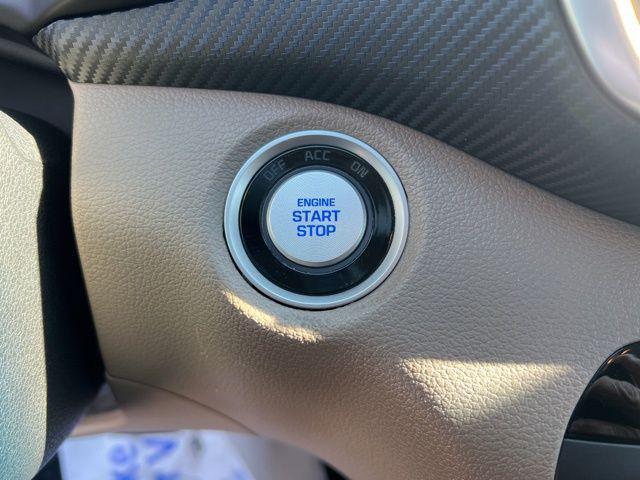 OFF ACC ON
ENGINE
START
STOP